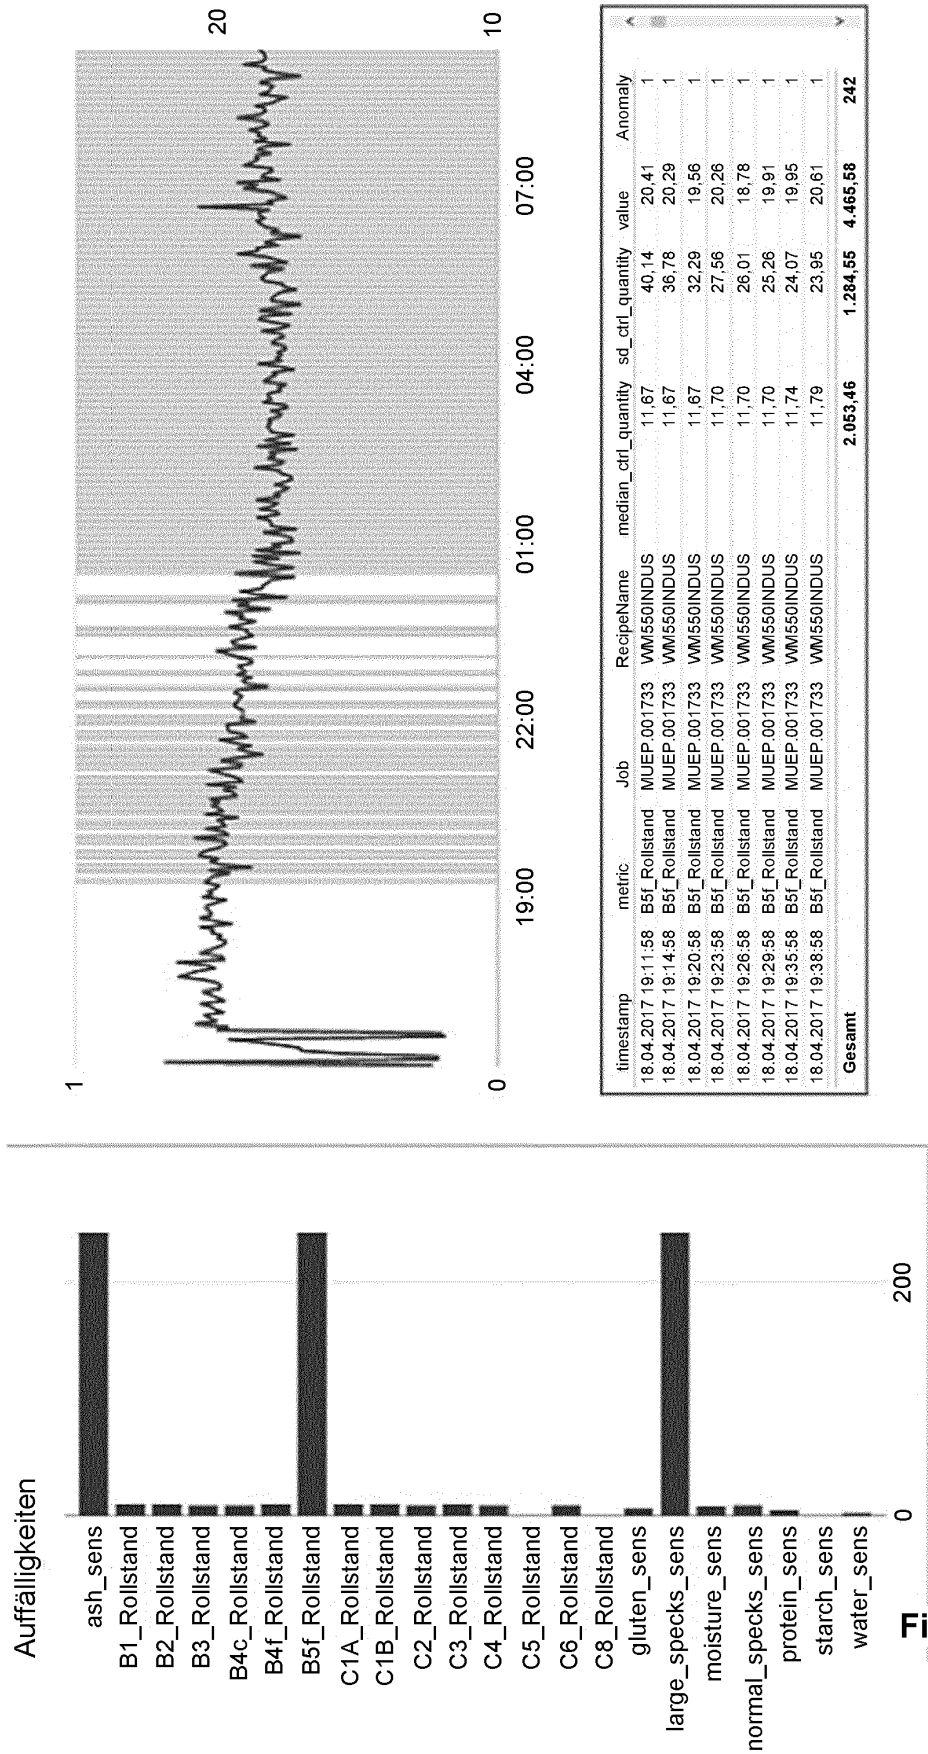 Auffälligkeiten
ash_sens
B1_Rollstand
B2_Rollstand
B3_Rollstand
B4c_Rollstand
B4f_Rollstand
B5f_Rollstand
C1A_Rollstand
C1B_Rollstand
C2_Rollstand
C3_Rollstand
C4_Rollstand
C5_Rollstand
C6_Rollstand
C8_Rollstand
gluten_sens
large_specks_sens
moisture_sens
normal_specks_sens
protein_sens
starch_sens
water_sens
0 200
Fi
1 20
0 10
19:00 22:00 01:00 04:00 07:00
timestamp metric Job RecipeName median_ctrl_quantity sd_ctrl_quantity value Anomaly
18.04.2017 19:11:58 B5f_Rollstand MUEP.001733 WM550INDUS 11,67 40,14 20,41 1
18.04.2017 19:14:58 B5f_Rollstand MUEP.001733 WM550INDUS 11,67 36,78 20,29 1
18.04.2017 19:20:58 B5f_Rollstand MUEP.001733 WM550INDUS 11,67 32,29 19,56 1
18.04.2017 19:23:58 B5f_Rollstand MUEP.001733 WM550INDUS 11,70 27,56 20,26 1
18.04.2017 19:26:58 B5f_Rollstand MUEP.001733 WM550INDUS 11,70 26,01 18,78 1
18.04.2017 19:29:58 B5f_Rollstand MUEP.001733 WM550INDUS 11,70 25,26 19,91 1
18.04.2017 19:35:58 B5f_Rollstand MUEP.001733 WM550INDUS 11,74 24,07 19,95 1
18.04.2017 19:38:58 B5f_Rollstand MUEP.001733 WM550INDUS 11,79 23,95 20,61 1
Gesamt 2.053,46 1.284,55 4.465,58 242